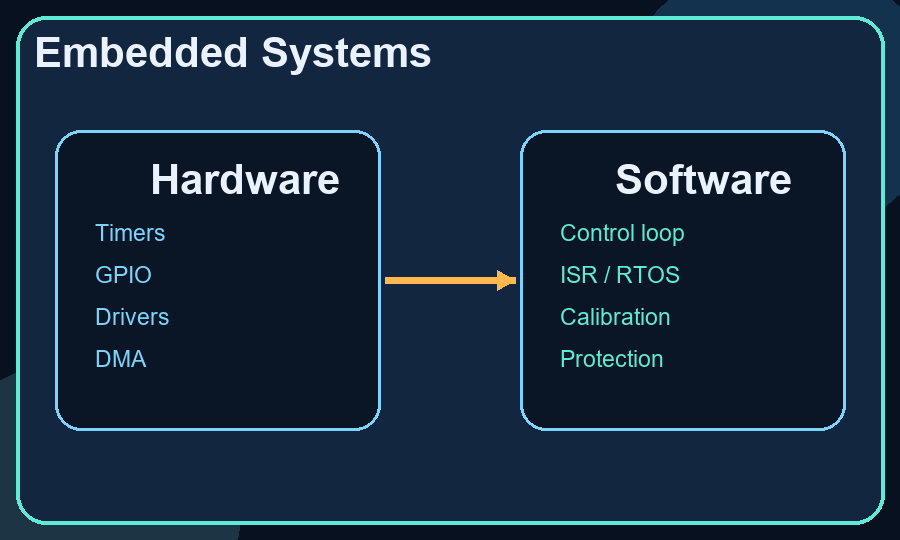 Embedded Systems
Hardware
Timers
GPIO
Drivers
DMA
Software
Control loop
ISR / RTOS
Calibration
Protection